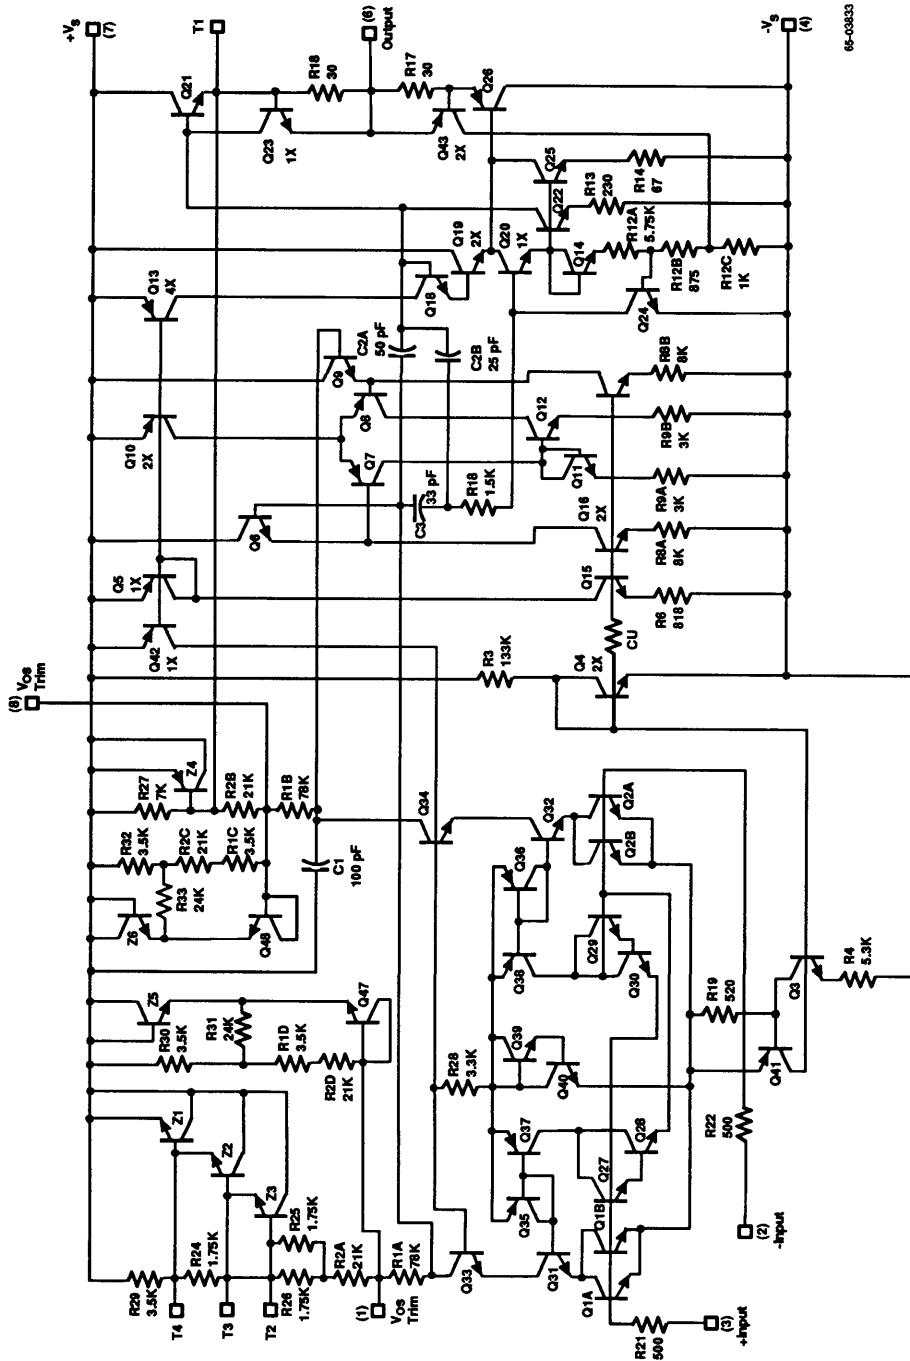 +VS
(7)
T1
(6)
Output
-VS
(4)
65-03833
Q21
R18
30
R17
30
Q26
Q23
1X
Q43
2X
Q25
Q22
R13
230
R14
67
Q19
2X
Q20
1X
Q14
R12A
5.75K
R12B
875
R12C
1K
Q13
4X
Q18
Q24
C2A
50 pF
C2B
25 pF
Q9
Q8
Q10
2X
Q7
Q12
R8B
8K
R9B
3K
Q11
Q6
C3
33 pF
R18
1.5K
Q16
2X
R9A
3K
R8A
8K
Q5
1X
Q15
R6
818
Q42
1X
CU
(8)
VOS
Trim
R3
133K
Q4
2X
R27
7K
Z4
R2B
21K
R1B
78K
Q34
Q32
Q2A
R32
3.5K
R2C
21K
R1C
3.5K
C1
100 pF
Q36
Q2B
Z6
R33
24K
Q48
Q38
Q29
Q30
R19
520
Q3
R4
5.3K
Z5
R30
3.5K
R31
24K
R1D
3.5K
R2D
21K
Q47
Q39
R28
3.3K
Q40
Q41
Z1
Z2
Z3
R25
1.75K
Q37
Q35
Q27
Q28
R22
500
R29
3.5K
R24
1.75K
R26
1.75K
R2A
21K
R1A
78K
Q33
Q31
Q1B
Q1A
(2)
-Input
T4
T3
T2
(1)
VOS
Trim
R21
500
(3)
+Input